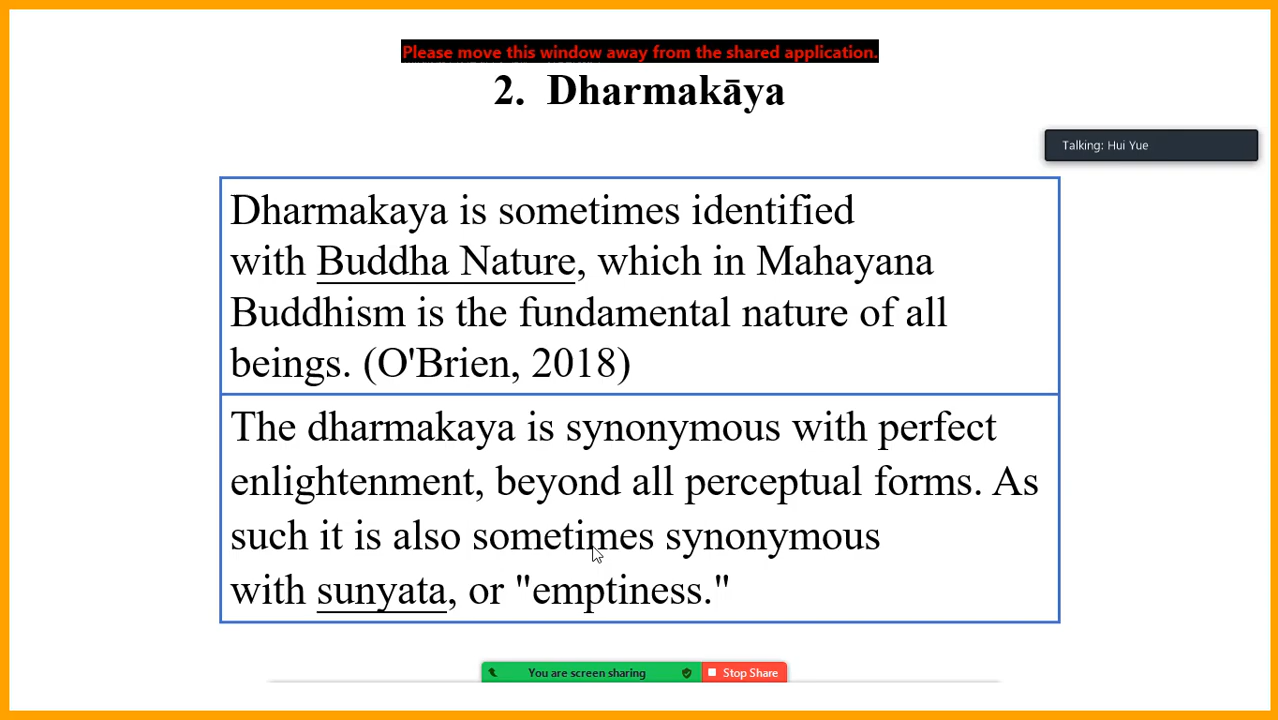 Please move this window away from the shared application.
2. Dharmakāya
Talking: Hui Yue
Dharmakaya is sometimes identified
with Buddha Nature, which in Mahayana
Buddhism is the fundamental nature of all
beings. (O'Brien, 2018)
The dharmakaya is synonymous with perfect
enlightenment, beyond all perceptual forms. As
such it is also sometimes synonymous
with sunyata, or "emptiness."
You are screen sharing
Stop Share